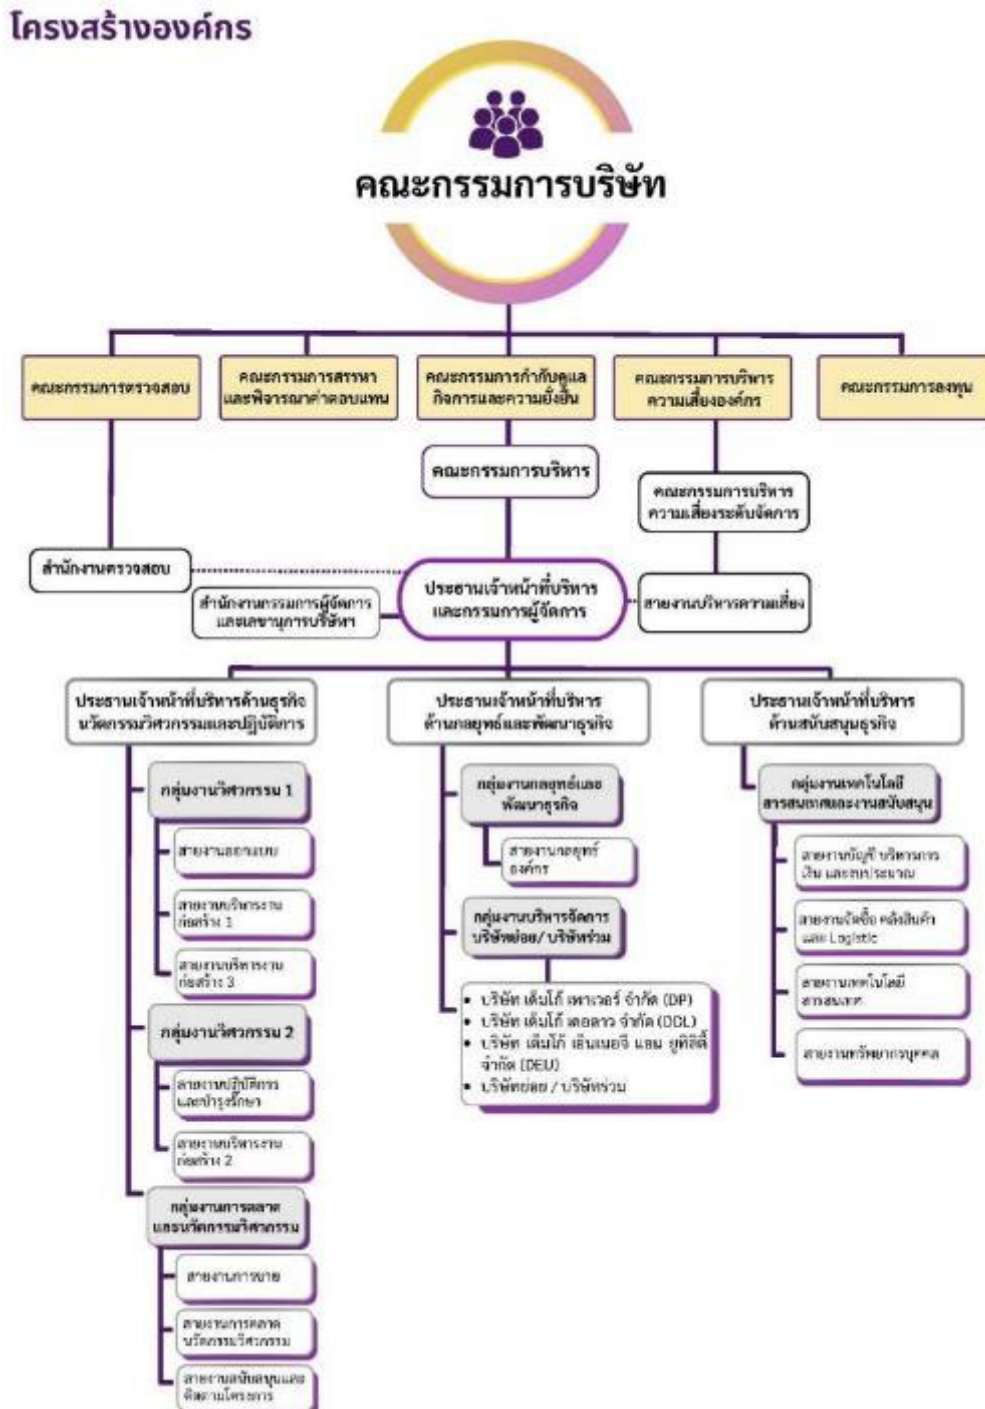 โครงสร้างองค์กร
คณะกรรมการบริษัท
คณะกรรมการตรวจสอบ
คณะกรรมการสรรหา
และพิจารณาค่าตอบแทน
คณะกรรมการกำกับดูแล
กิจการและความยั่งยืน
คณะกรรมการบริหาร
ความเสี่ยงองค์กร
คณะกรรมการลงทุน
คณะกรรมการบริหาร
คณะกรรมการบริหาร
ความเสี่ยงระดับจัดการ
สำนักงานตรวจสอบ
ประธานเจ้าหน้าที่บริหาร
และกรรมการผู้จัดการ
สำนักงานกรรมการผู้จัดการ
และเลขานุการบริษัทฯ
สายงานบริหารความเสี่ยง
ประธานเจ้าหน้าที่บริหารด้านธุรกิจ
นวัตกรรมวิศวกรรมและปฏิบัติการ
กลุ่มงานวิศวกรรม 1
สายงานออกแบบ
สายงานบริหารงาน
ก่อสร้าง 1
สายงานบริหารงาน
ก่อสร้าง 3
กลุ่มงานวิศวกรรม 2
สายงานปฏิบัติการ
และบำรุงรักษา
สายงานบริหารงาน
ก่อสร้าง 2
กลุ่มงานการตลาด
และนวัตกรรมวิศวกรรม
สายงานการขาย
สายงานการตลาด
นวัตกรรมวิศวกรรม
สายงานสนับสนุนและ
ติดตามโครงการ
ประธานเจ้าหน้าที่บริหาร
ด้านกลยุทธ์และพัฒนาธุรกิจ
กลุ่มงานกลยุทธ์และ
พัฒนาธุรกิจ
สายงานกลยุทธ์
องค์กร
กลุ่มงานบริหารจัดการ
บริษัทย่อย/ บริษัทร่วม
• บริษัท เด็มโก้ เพาเวอร์ จำกัด (DP)
• บริษัท เด็มโก้ เดอลาว จำกัด (DCL)
• บริษัท เด็มโก้ เอ็นเนอจี แอน ยูทิลิตี้
จำกัด (DEU)
• บริษัทย่อย / บริษัทร่วม
ประธานเจ้าหน้าที่บริหาร
ด้านสนับสนุนธุรกิจ
กลุ่มงานเทคโนโลยี
สารสนเทศและงานสนับสนุน
สายงานบัญชี บริหารการ
เงิน และงบประมาณ
สายงานจัดซื้อ คลังสินค้า
และ Logistic
สายงานเทคโนโลยี
สารสนเทศ
สายงานทรัพยากรบุคคล